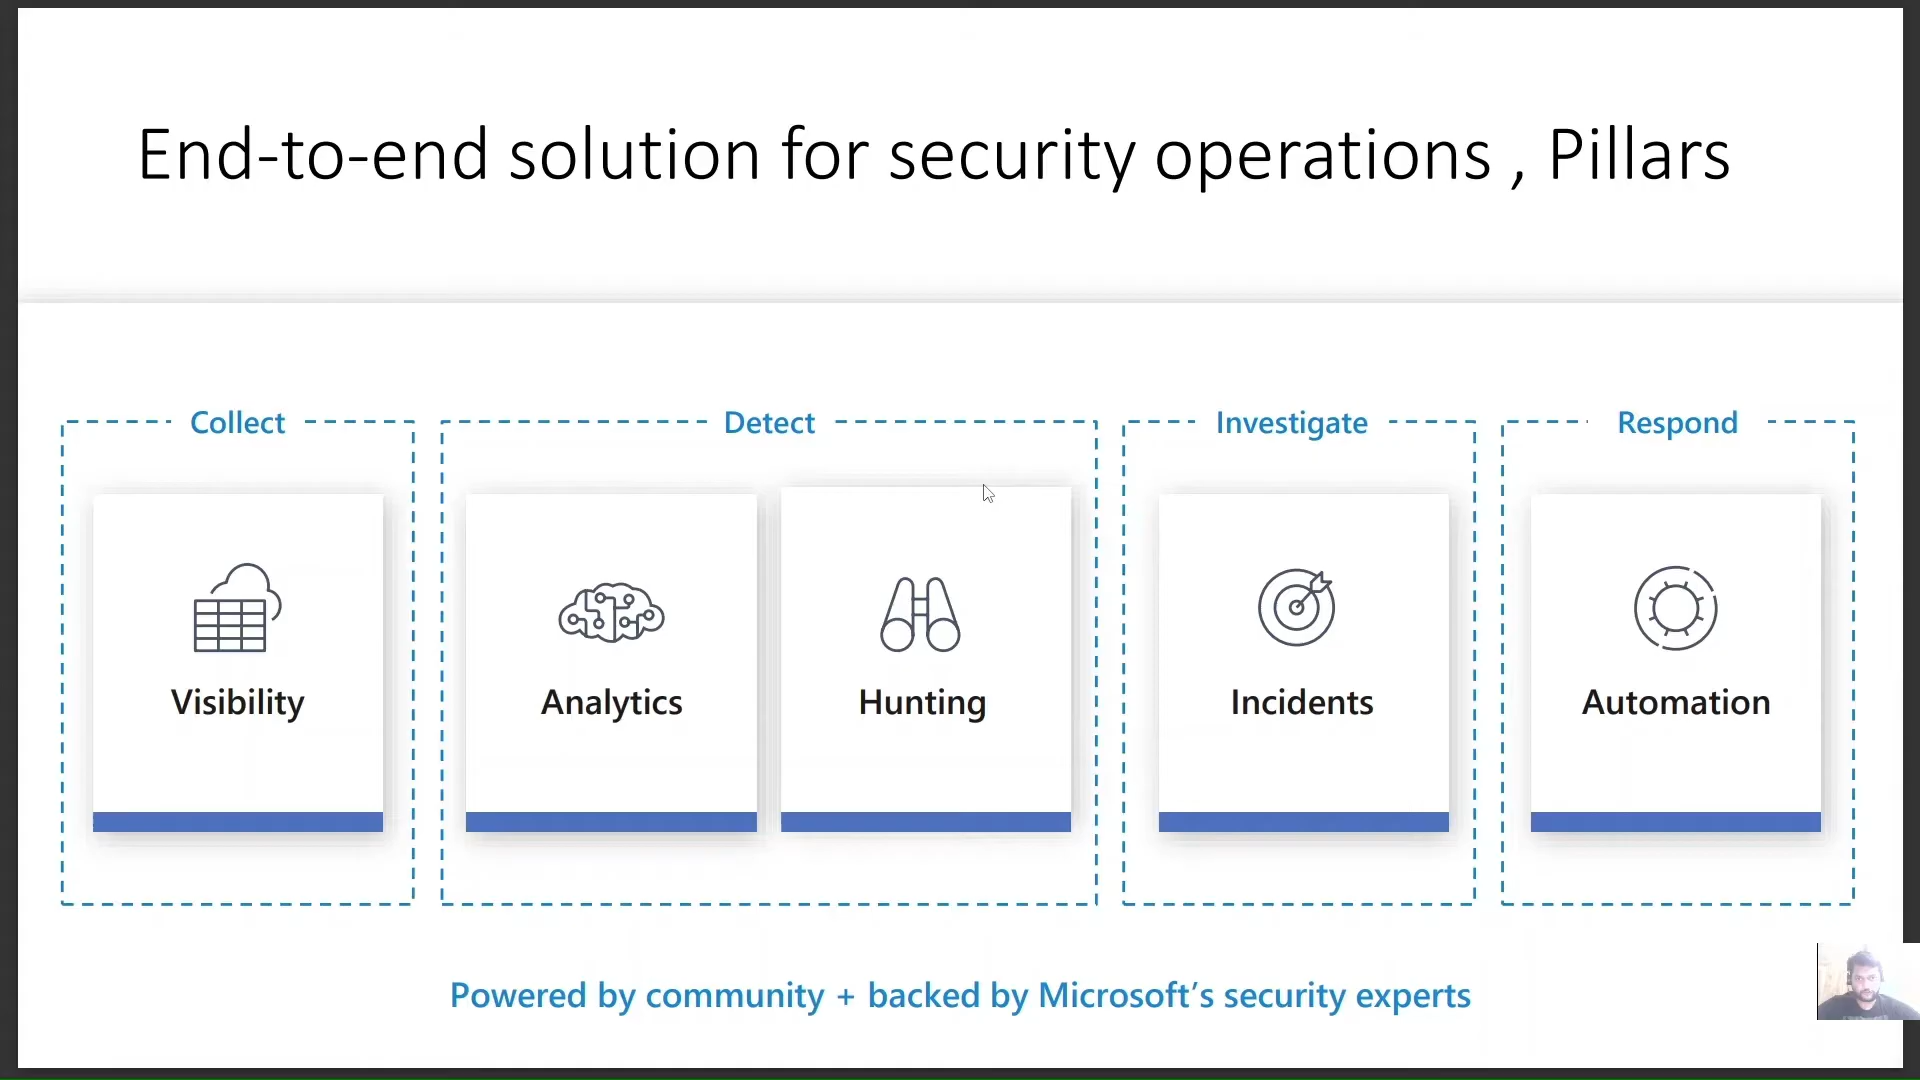 End-to-end solution for security operations , Pillars
Collect
Detect
Investigate
Respond
Visibility
Analytics
Hunting
Incidents
Automation
Powered by community + backed by Microsoft’s security experts